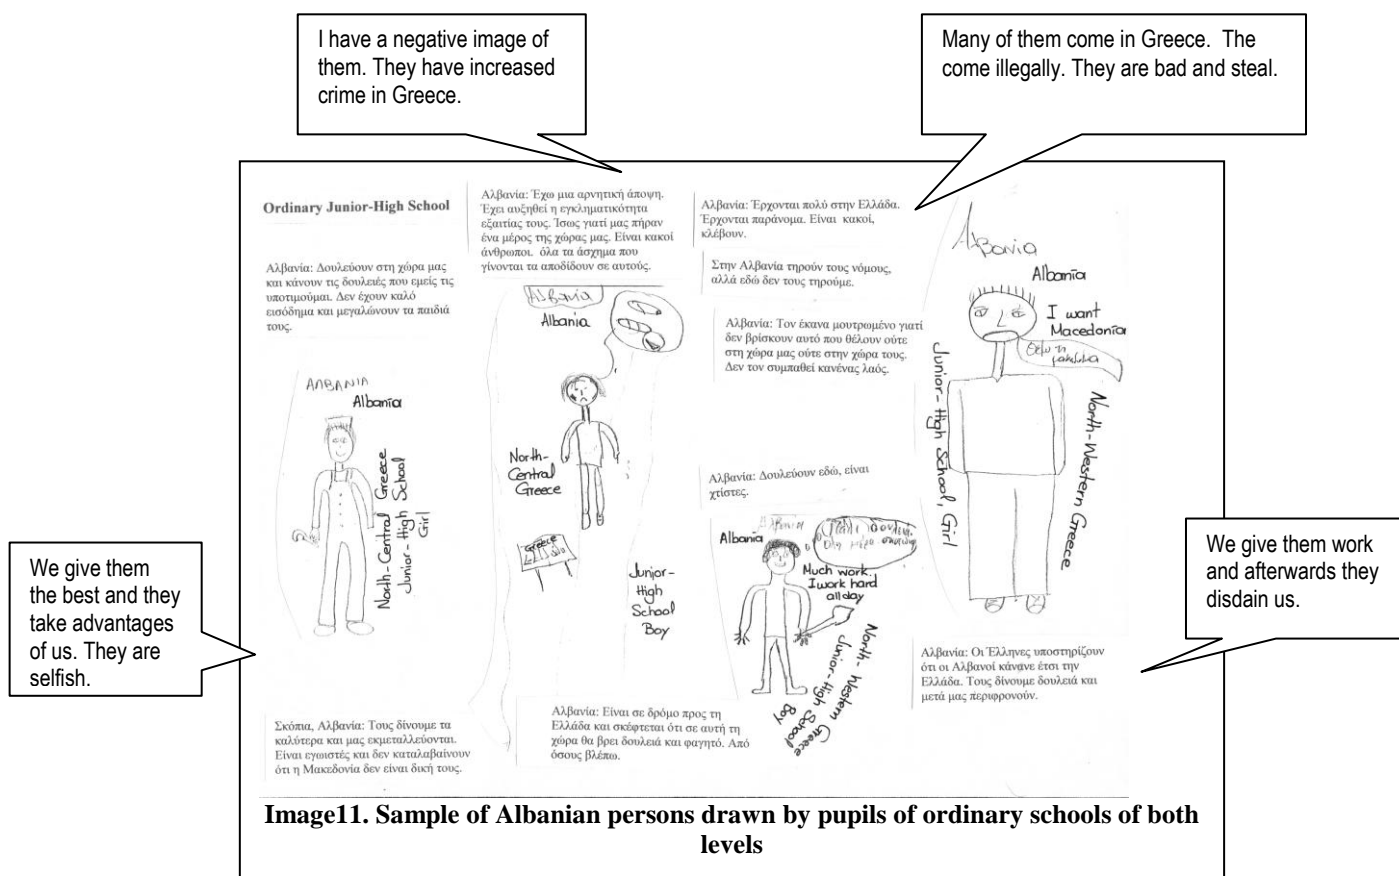 I have a negative image of
them. They have increased
crime in Greece.
Many of them come in Greece.  The
come illegally. They are bad and steal.
Ordinary Junior-High School
Αλβανία: Έχω μια αρνητική άποψη.
Έχει αυξηθεί η εγκληματικότητα
εξαιτίας τους. Ίσως γιατί μας πήραν
ένα μέρος της χώρας μας. Είναι κακοί
άνθρωποι. όλα τα άσχημα που
γίνονται τα αποδίδουν σε αυτούς.
Αλβανία: Έρχονται πολύ στην Ελλάδα.
Έρχονται παράνομα. Είναι κακοί,
κλέβουν.
Αλβανία: Δουλεύουν στη χώρα μας
και κάνουν τις δουλειές που εμείς τις
υποτιμούμαι. Δεν έχουν καλό
εισόδημα και μεγαλώνουν τα παιδιά
τους.
Στην Αλβανία τηρούν τους νόμους,
αλλά εδώ δεν τους τηρούμε.
Αλβανία: Τον έκανα μουτρωμένο γιατί
δεν βρίσκουν αυτό που θέλουν ούτε
στη χώρα μας ούτε στην χώρα τους.
Δεν τον συμπαθεί κανένας λαός.
Αλβανία
Albanīa
I want
Macedonīa
Θέλω τη
Junior-High School, Girl
North-Western Greece
Αλβανία
Albanīa
North-
Central
Greece
Greece
Junior-
High
School
Boy
ΑΛΒΑΝΙΑ
Albanīa
North-Central Greece
Junior-High School
Girl
Αλβανία: Δουλεύουν εδώ, είναι
χτίστες.
Αλβανία
Albanīa
Much work.
I work hard
all day
North-Western Greece
Junior-High School
Boy
We give them
the best and they
take advantages
of us. They are
selfish.
We give them work
and afterwards they
disdain us.
Αλβανία: Οι Έλληνες υποστηρίζουν
ότι οι Αλβανοί κάνανε έτσι την
Ελλάδα. Τους δίνουμε δουλειά και
μετά μας περιφρονούν.
Σκόπια, Αλβανία: Τους δίνουμε τα
καλύτερα και μας εκμεταλλεύονται.
Είναι εγωιστές και δεν καταλαβαίνουν
ότι η Μακεδονία δεν είναι δική τους.
Αλβανία: Είναι σε δρόμο προς τη
Ελλάδα και σκέφτεται ότι σε αυτή τη
χώρα θα βρει δουλειά και φαγητό. Από
όσους βλέπω.
Image11. Sample of Albanian persons drawn by pupils of ordinary schools of both
levels